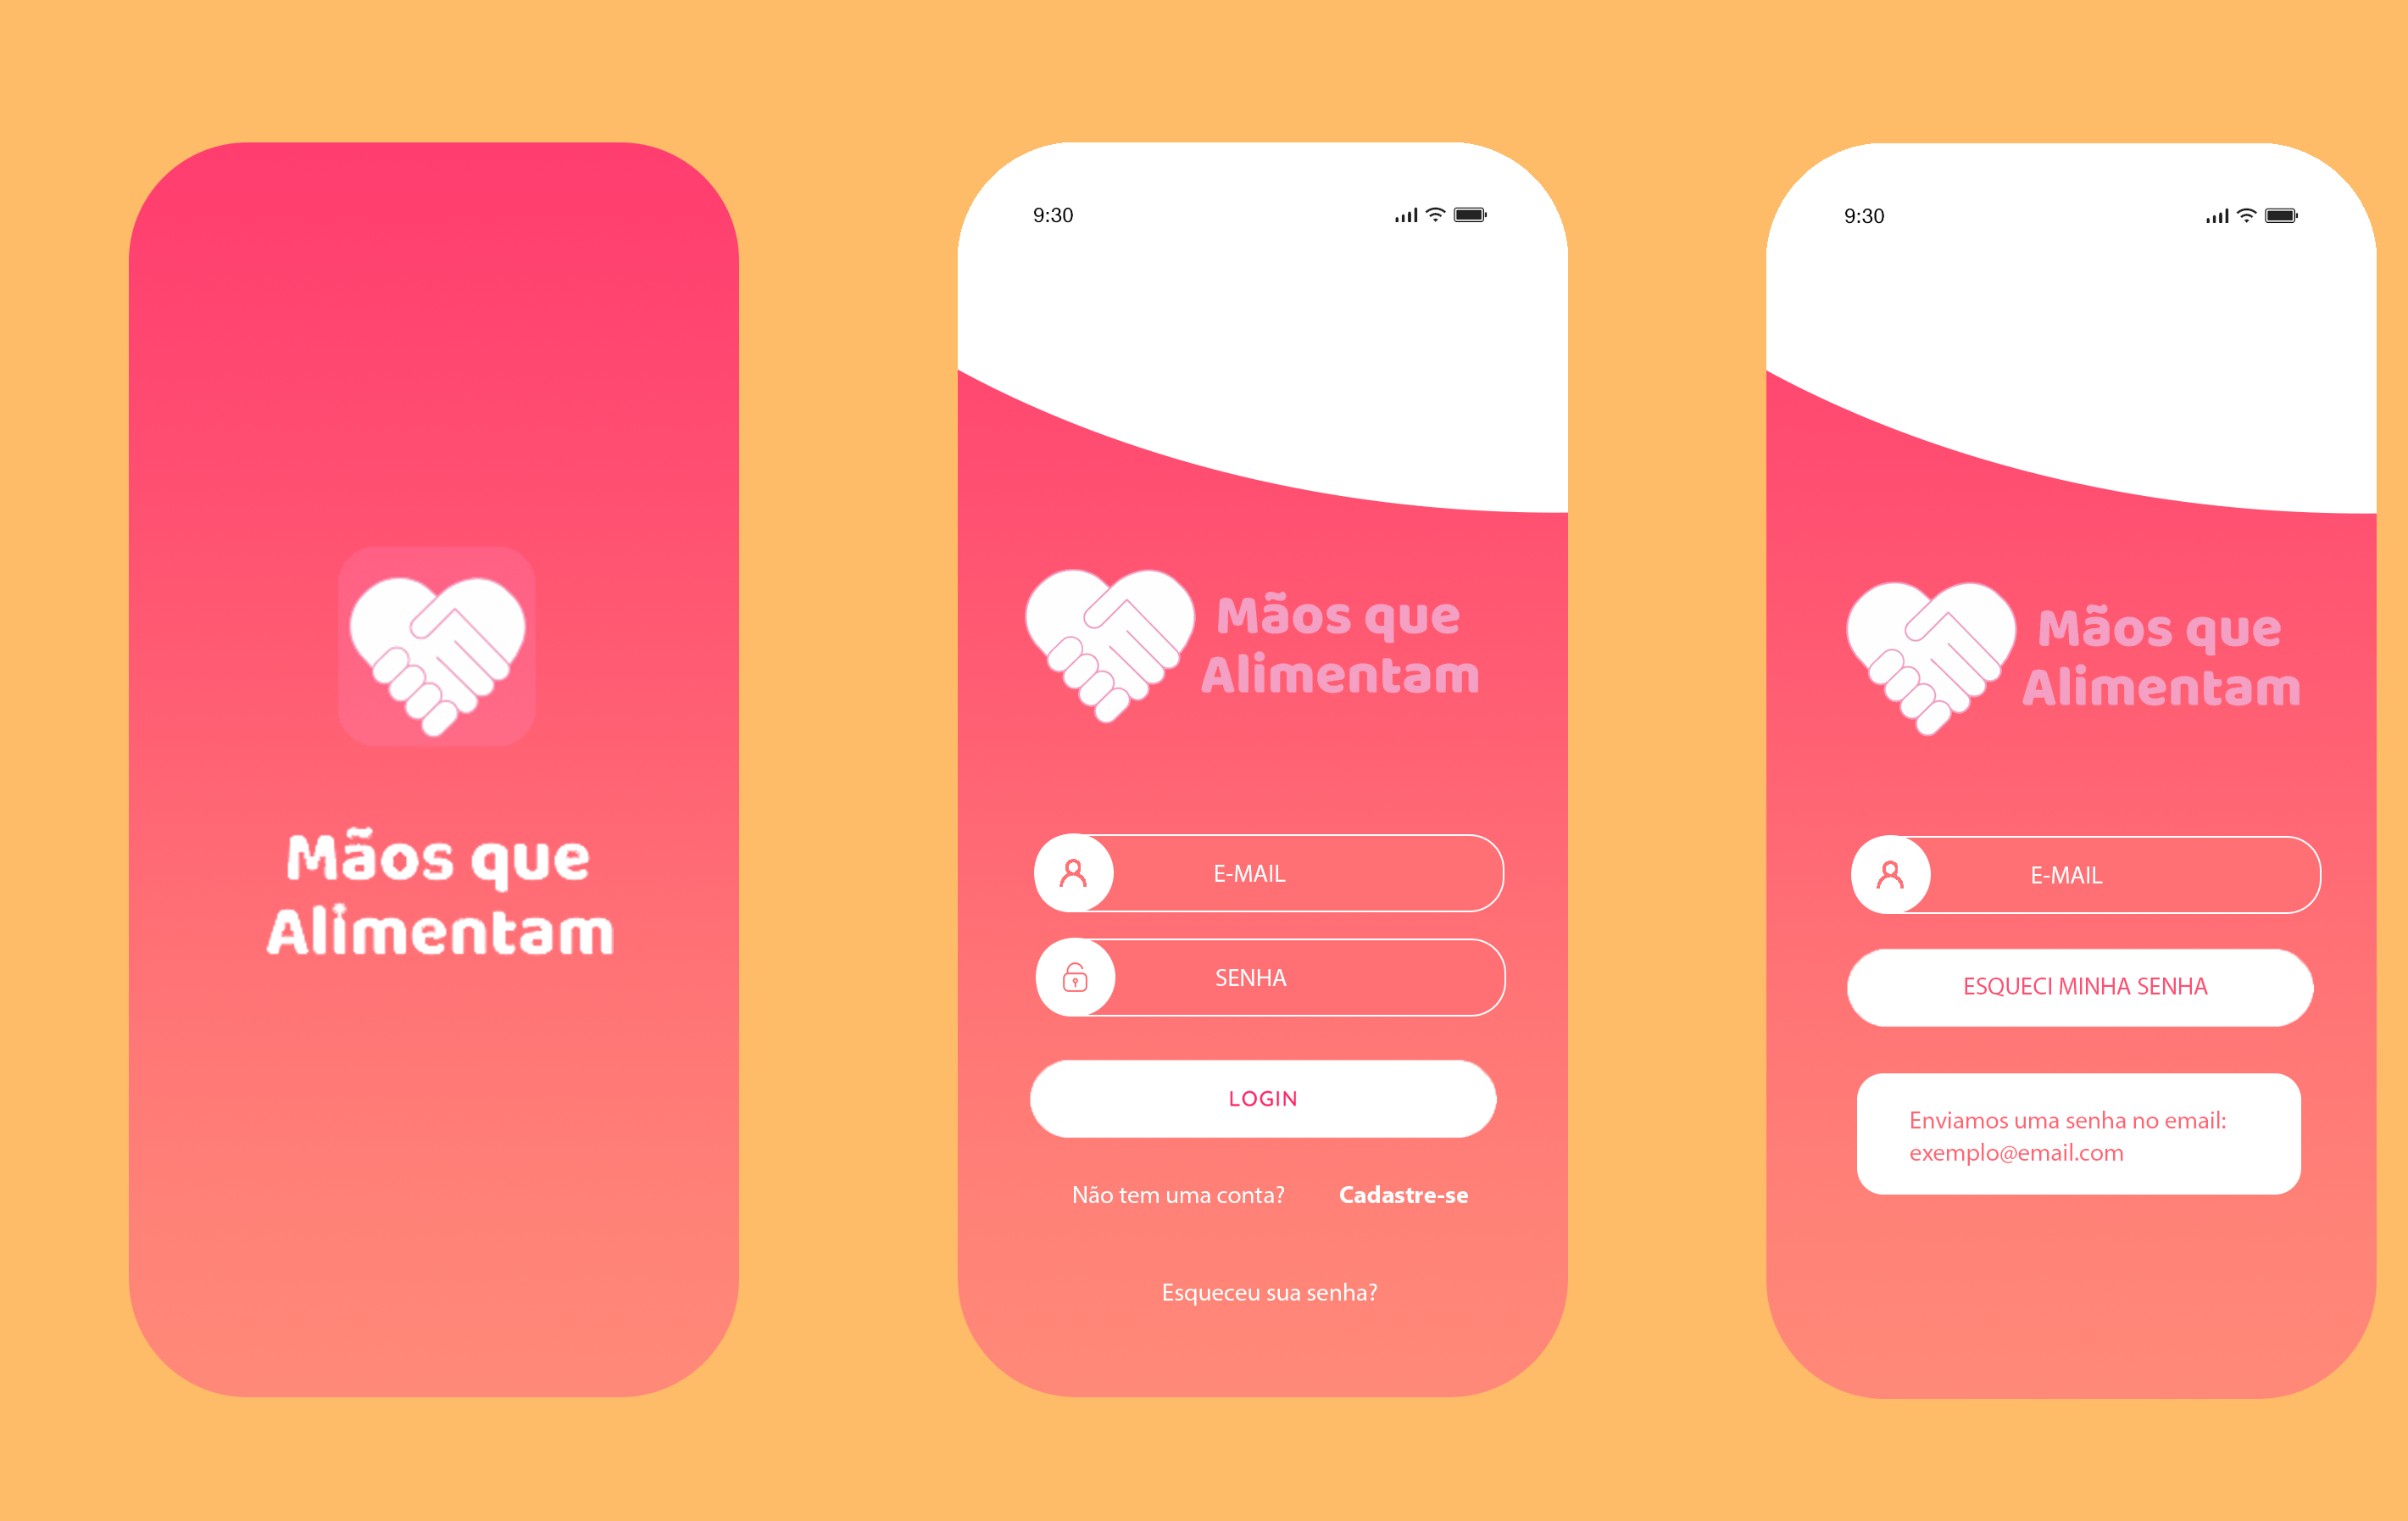 Mãos que
Alimentam
9:30
Mãos que
Alimentam
E-MAIL
SENHA
LOGIN
Não tem uma conta? Cadastre-se
Esqueceu sua senha?
9:30
Mãos que
Alimentam
E-MAIL
ESQUECI MINHA SENHA
Enviamos uma senha no email:
exemplo@email.com